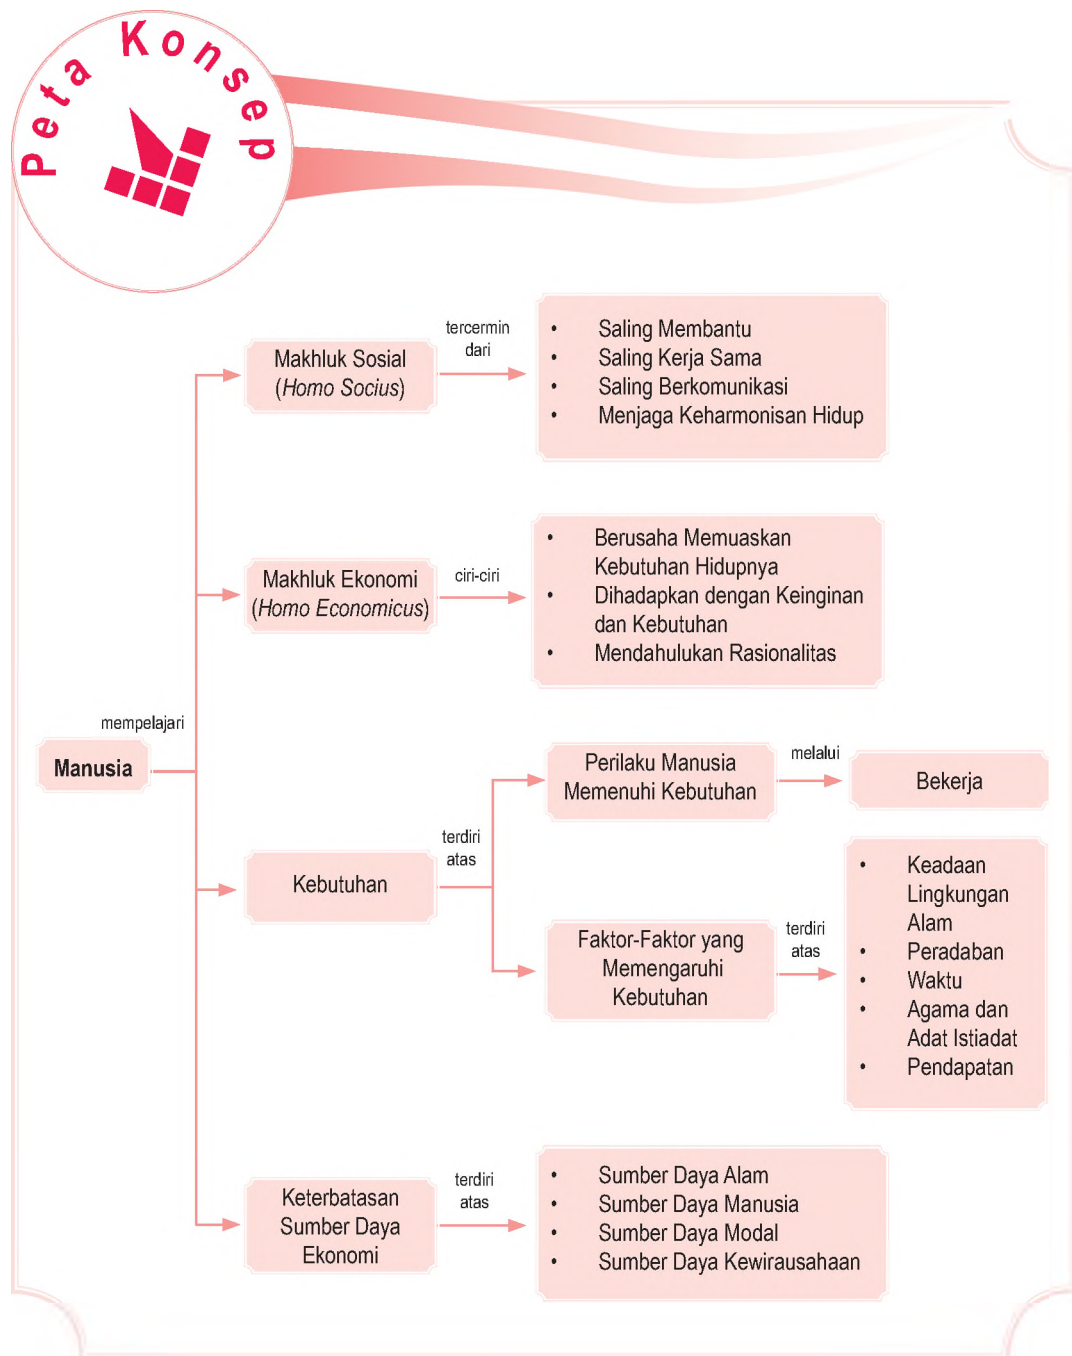 Peta Konsep
tercermin
dari
Makhluk Sosial
(Homo Socius)
• Saling Membantu
• Saling Kerja Sama
• Saling Berkomunikasi
• Menjaga Keharmonisan Hidup
Makhluk Ekonomi
(Homo Economicus)
ciri-ciri
• Berusaha Memuaskan
Kebutuhan Hidupnya
• Dihadapkan dengan Keinginan
dan Kebutuhan
• Mendahulukan Rasionalitas
mempelajari
Manusia
Kebutuhan
terdiri
atas
Perilaku Manusia
Memenuhi Kebutuhan
melalui
Bekerja
Faktor-Faktor yang
Memengaruhi
Kebutuhan
terdiri
atas
• Keadaan
Lingkungan
Alam
• Peradaban
• Waktu
• Agama dan
Adat Istiadat
• Pendapatan
Keterbatasan
Sumber Daya
Ekonomi
terdiri
atas
• Sumber Daya Alam
• Sumber Daya Manusia
• Sumber Daya Modal
• Sumber Daya Kewirausahaan